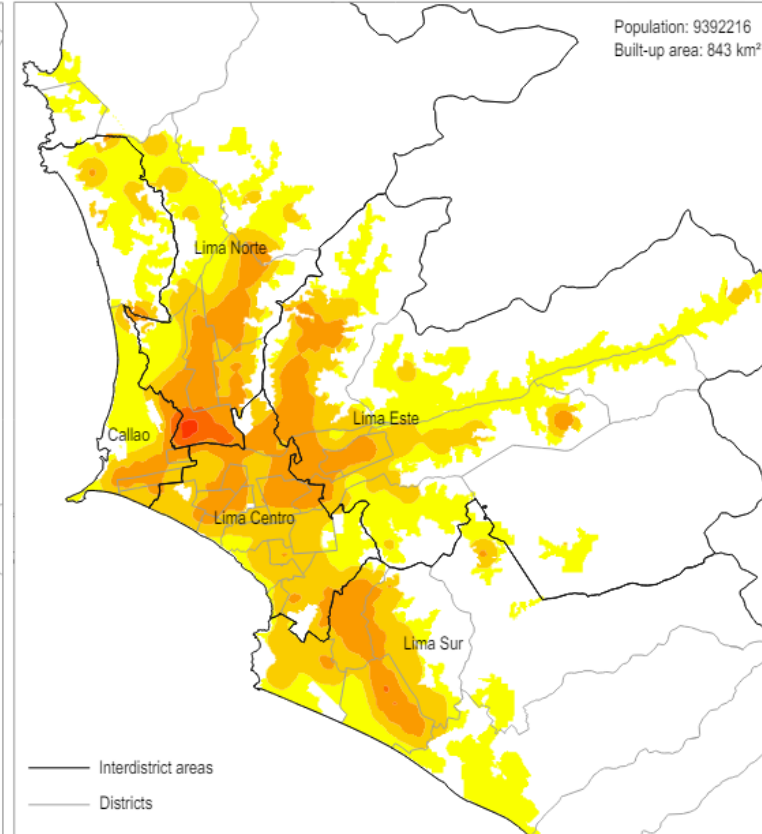 Population: 9392216
Built-up area: 843 km²
Lima Norte
Lima Este
Callao
Lima Centro
Lima Sur
Interdistrict areas
Districts